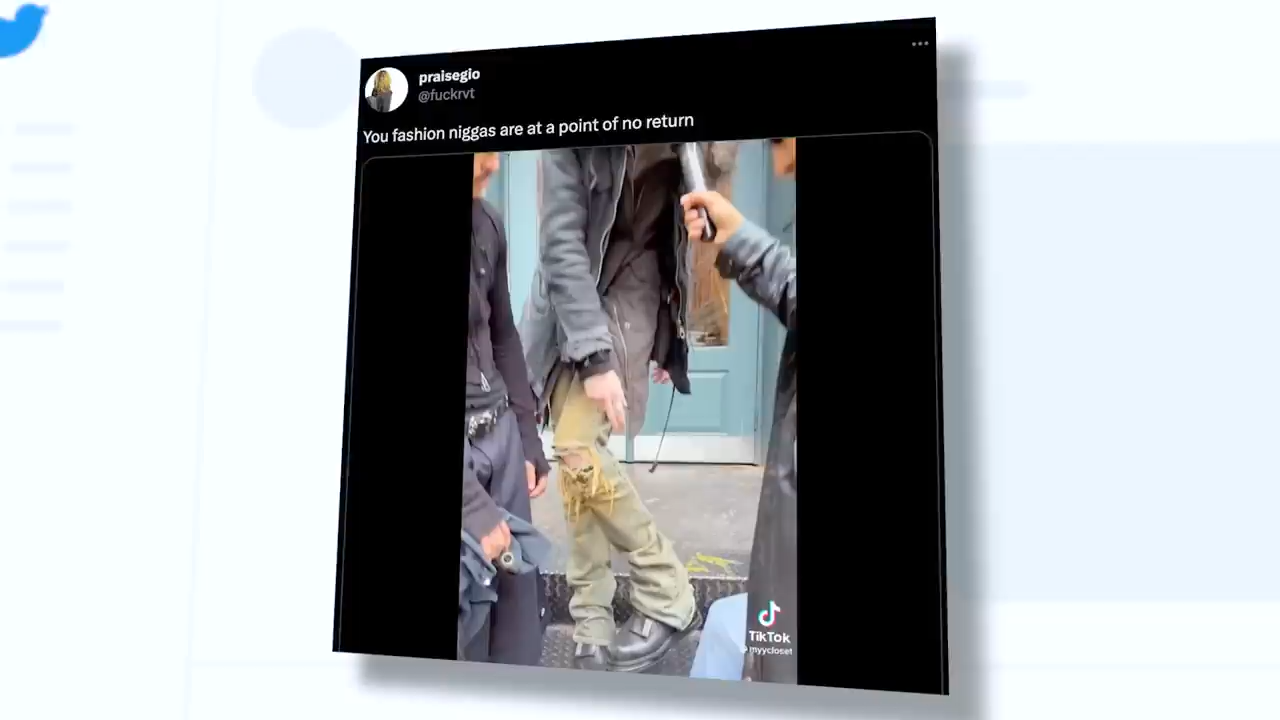 praisegio
@fuckrvt
You fashion niggas are at a point of no return
TikTok
myycloset